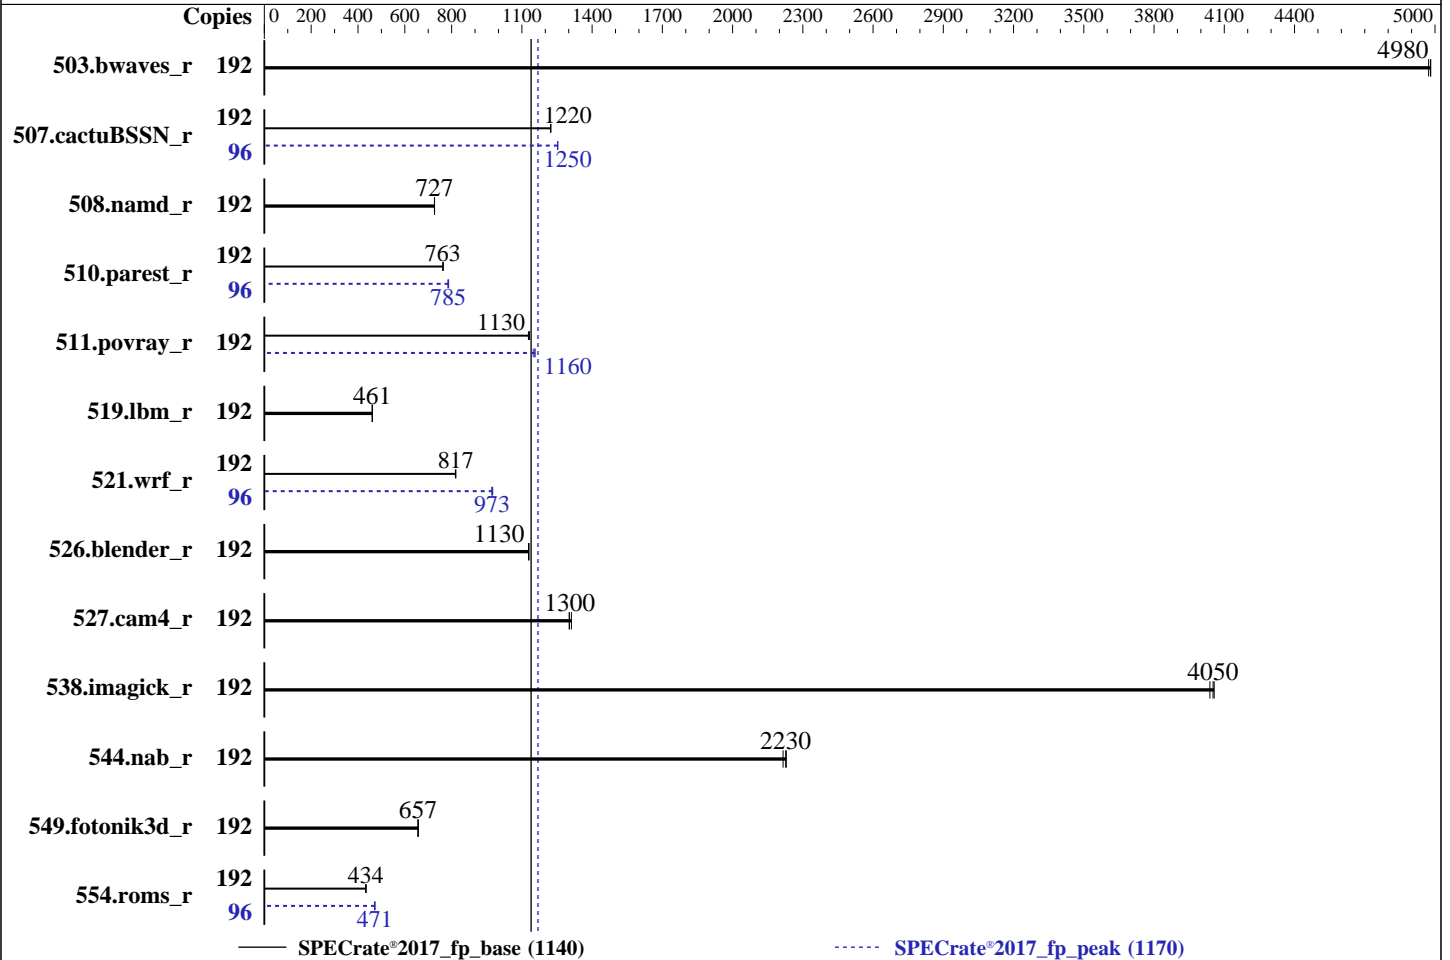 Copies 0 200 400 600 800 1100 1400 1700 2000 2300 2600 2900 3200 3500 3800 4100 4400 5000
503.bwaves_r 192 4980
507.cactuBSSN_r 192 1220
96 1250
508.namd_r 192 727
510.parest_r 192 763
96 785
511.povray_r 192 1130
1160
519.lbm_r 192 461
521.wrf_r 192 817
96 973
526.blender_r 192 1130
527.cam4_r 192 1300
538.imagick_r 192 4050
544.nab_r 192 2230
549.fotonik3d_r 192 657
554.roms_r 192 434
96 471
SPECrate®2017_fp_base (1140) SPECrate®2017_fp_peak (1170)